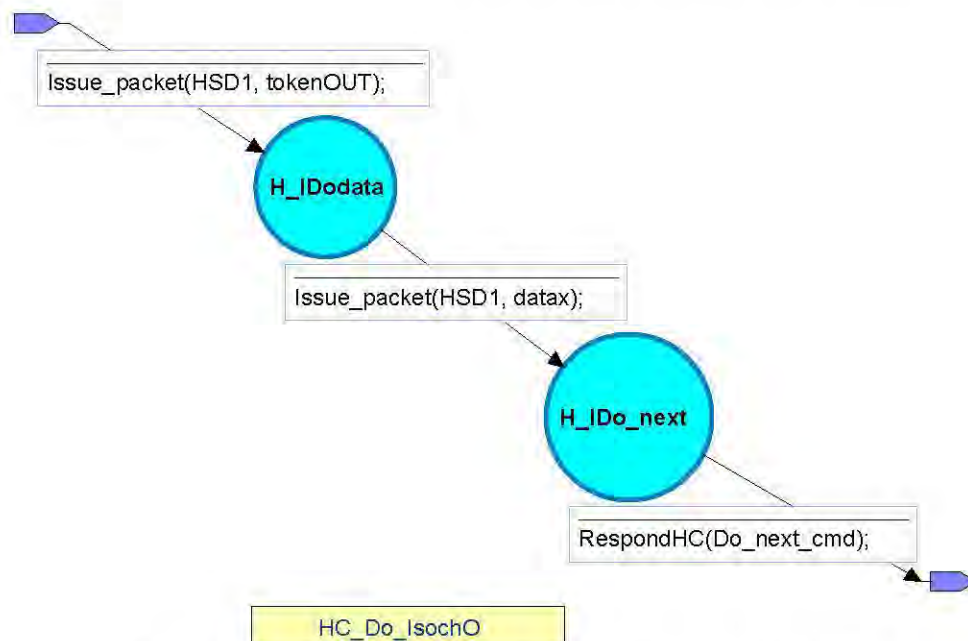 Issue_packet(HSD1, tokenOUT);
H_IDodata
Issue_packet(HSD1, datax);
H_IDo_next
RespondHC(Do_next_cmd);
HC_Do_IsochO